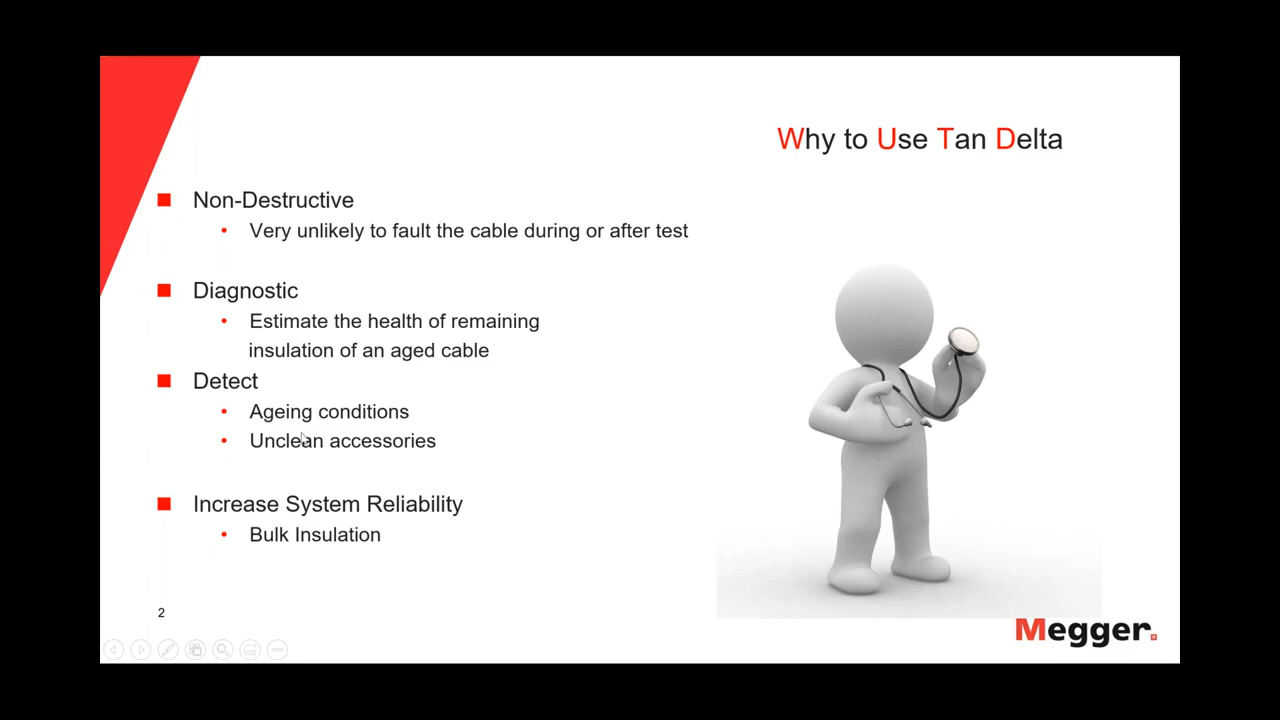 Why to Use Tan Delta
Non-Destructive
Very unlikely to fault the cable during or after test
Diagnostic
Estimate the health of remaining
insulation of an aged cable
Detect
Ageing conditions
Unclean accessories
Increase System Reliability
Bulk Insulation
2
Megger.